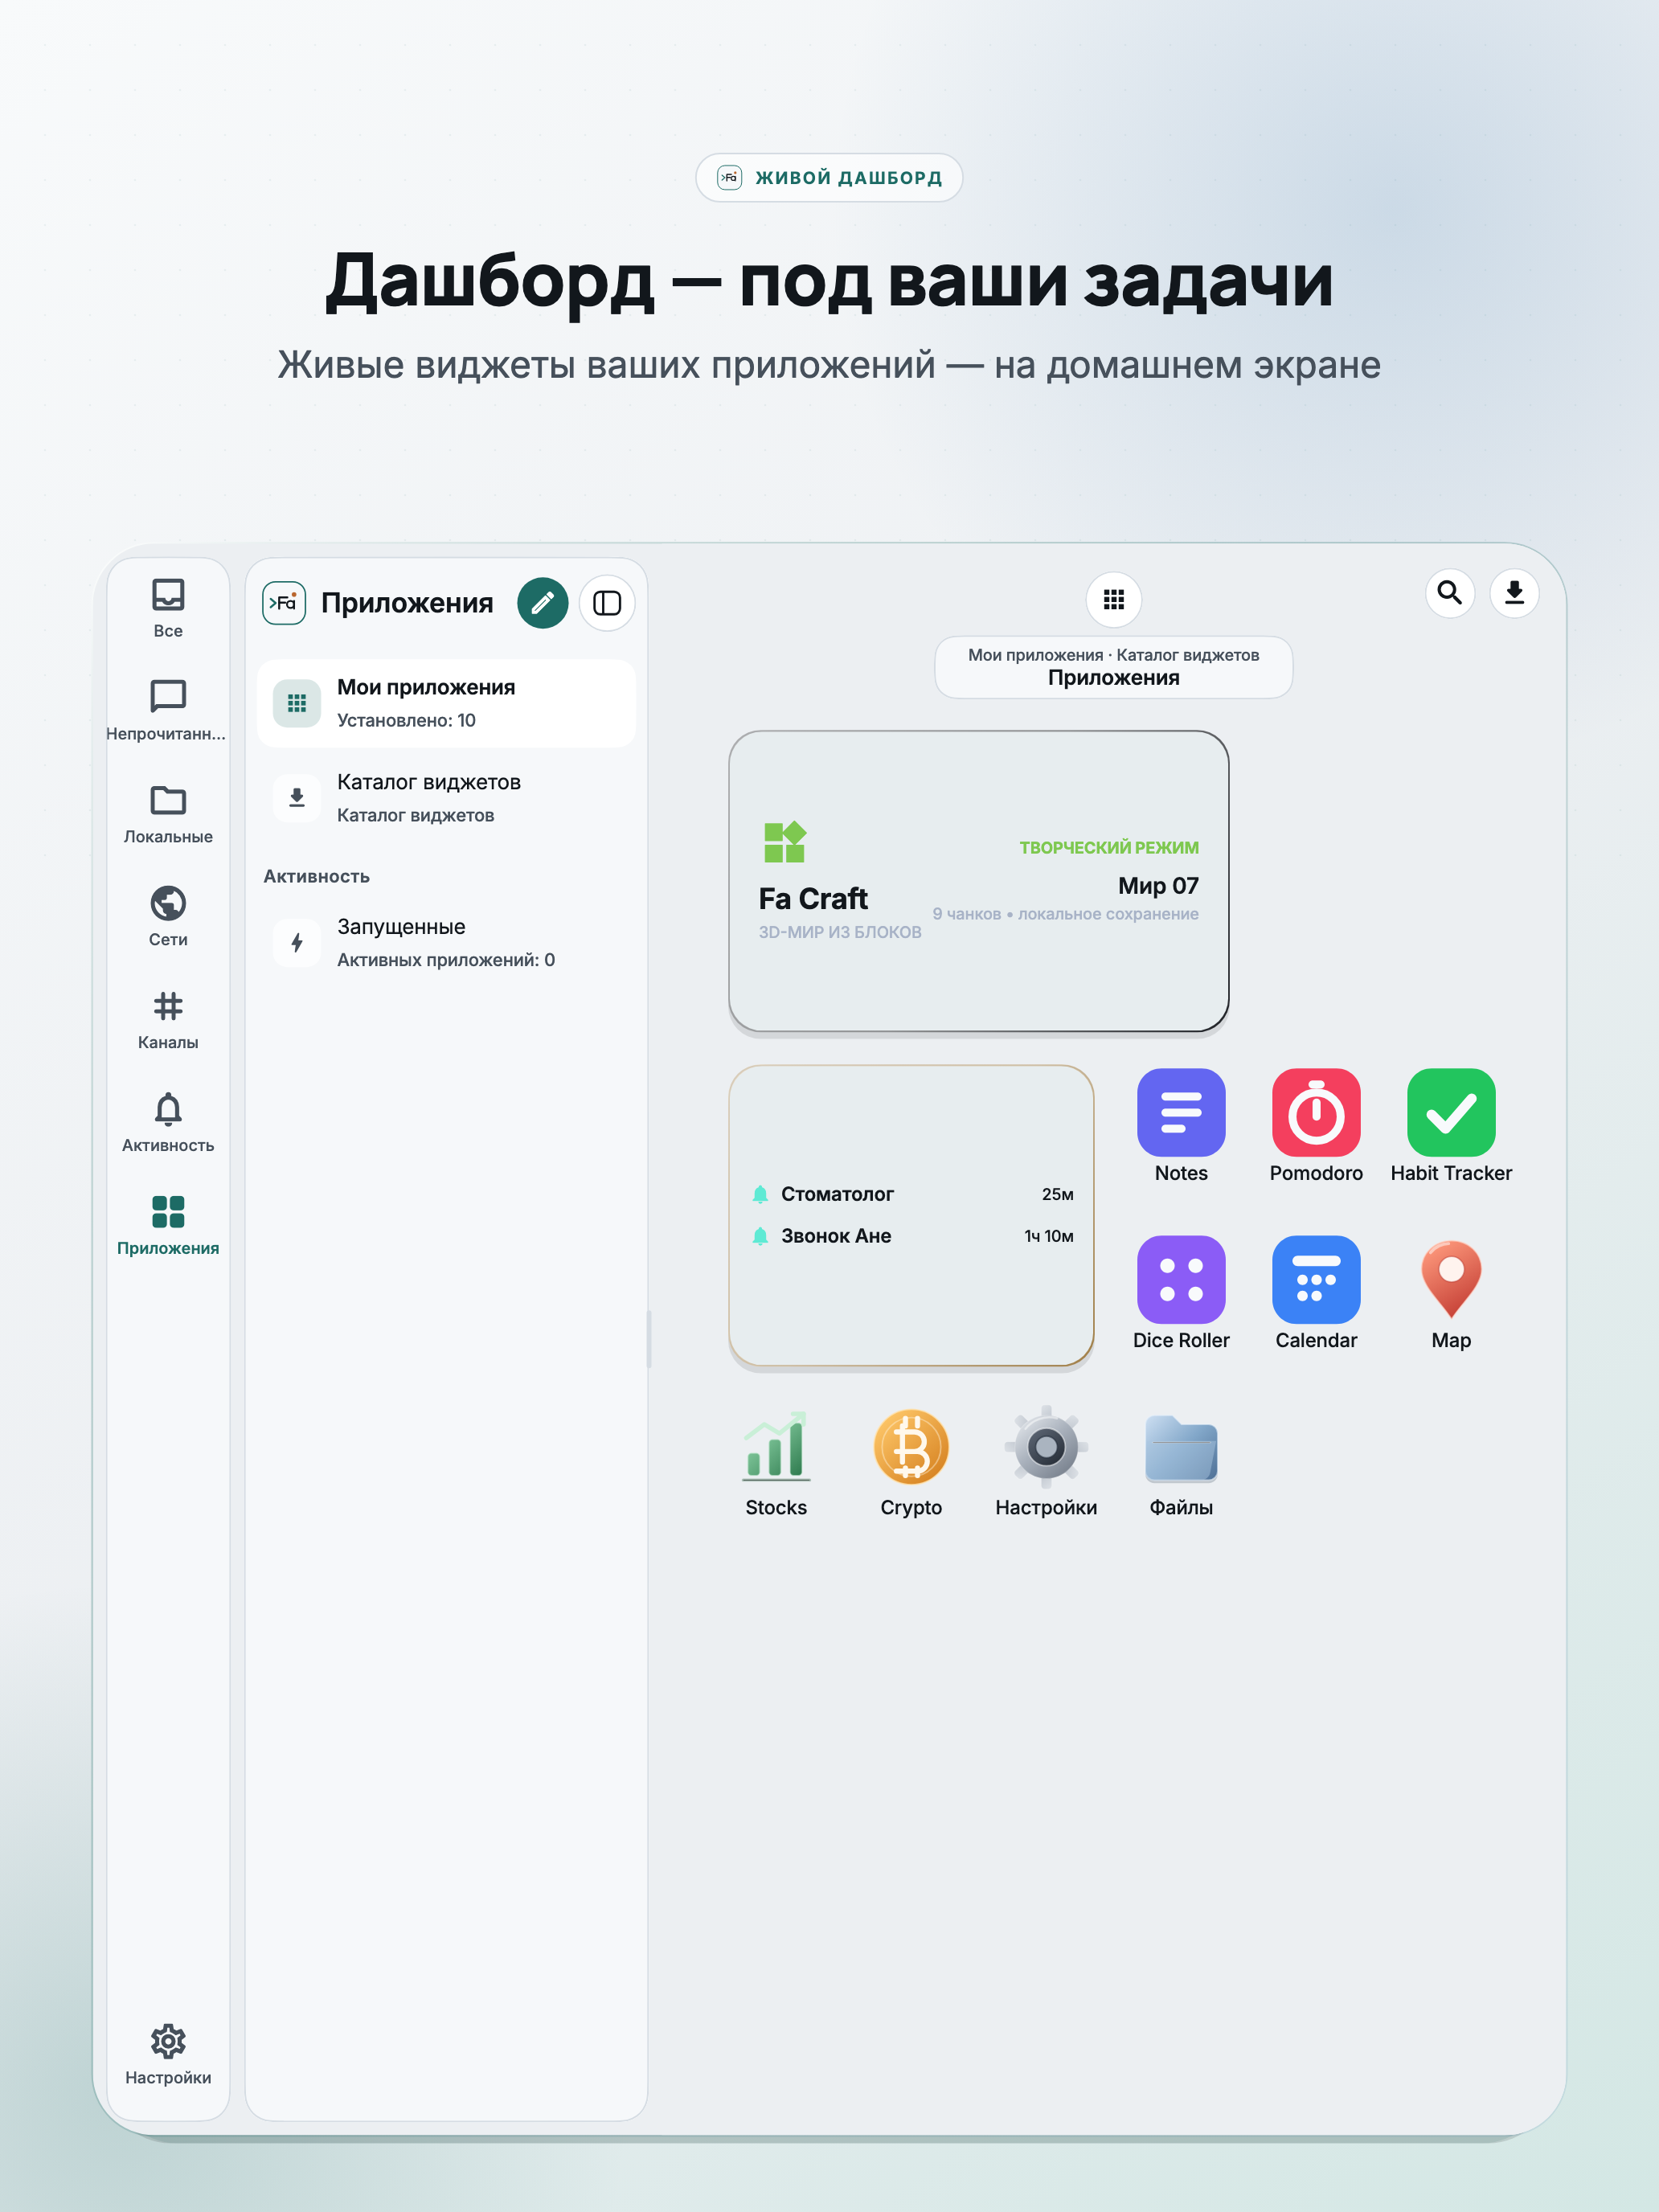 >Fa ЖИВОЙ ДАШБОРД
Дашборд — под ваши задачи
Живые виджеты ваших приложений — на домашнем экране
Все
Непрочитанн...
Локальные
Сети
Каналы
Активность
Приложения
Настройки
>Fa Приложения
Мои приложения
Установлено: 10
Каталог виджетов
Каталог виджетов
Активность
Запущенные
Активных приложений: 0
Мои приложения · Каталог виджетов
Приложения
Fa Craft
3D-МИР ИЗ БЛОКОВ
ТВОРЧЕСКИЙ РЕЖИМ
Мир 07
9 чанков • локальное сохранение
Стоматолог 25м
Звонок Ане 1ч 10м
Notes Pomodoro Habit Tracker
Dice Roller Calendar Map
Stocks Crypto Настройки Файлы